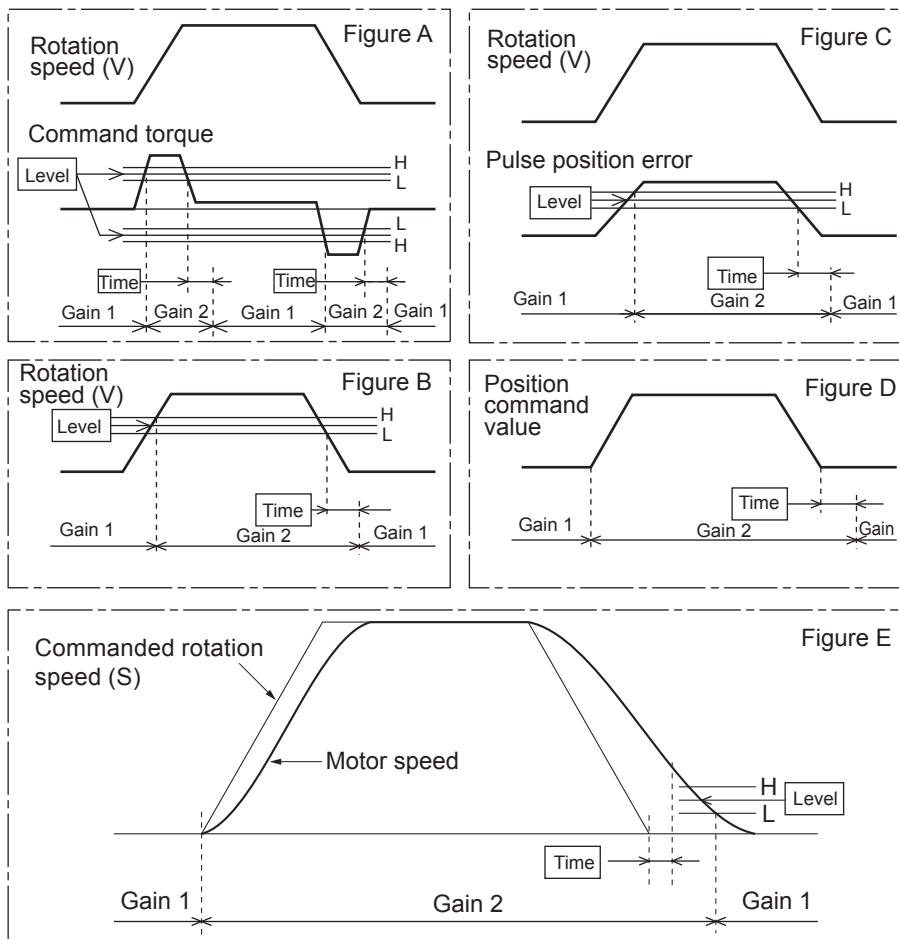 Figure A
Rotation
speed (V)
Command torque
H
L
Level
L
H
Time
Time
Gain 1
Gain 2
Gain 1
Gain 2
Gain 1
Figure C
Rotation
speed (V)
Pulse position error
H
L
Level
Time
Gain 1
Gain 2
Gain 1
Figure B
Rotation
speed (V)
H
L
Level
Time
Gain 1
Gain 2
Gain 1
Figure D
Position
command
value
Time
Gain 1
Gain 2
Gain
Figure E
Commanded rotation
speed (S)
Motor speed
H
L
Level
Time
Gain 1
Gain 2
Gain 1